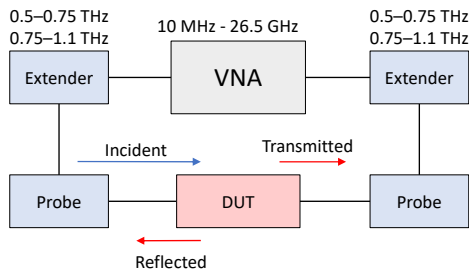 0.5–0.75 THz
0.75–1.1 THz
10 MHz - 26.5 GHz
0.5–0.75 THz
0.75–1.1 THz
Extender
VNA
Extender
Incident
Transmitted
Probe
DUT
Probe
Reflected